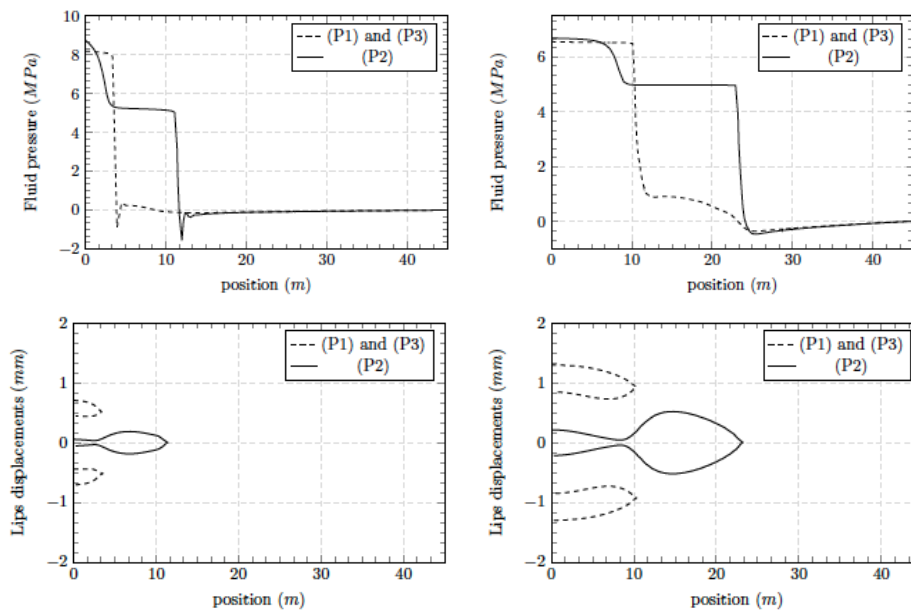 10
8
6
4
2
0
−2
Fluid pressure (MPa)
(P1) and (P3)
(P2)
0 10 20 30 40
position (m)
6
4
2
0
Fluid pressure (MPa)
(P1) and (P3)
(P2)
0 10 20 30 40
position (m)
2
1
0
−1
−2
Lips displacements (mm)
(P1) and (P3)
(P2)
0 10 20 30 40
position (m)
2
1
0
−1
−2
Lips displacements (mm)
(P1) and (P3)
(P2)
0 10 20 30 40
position (m)